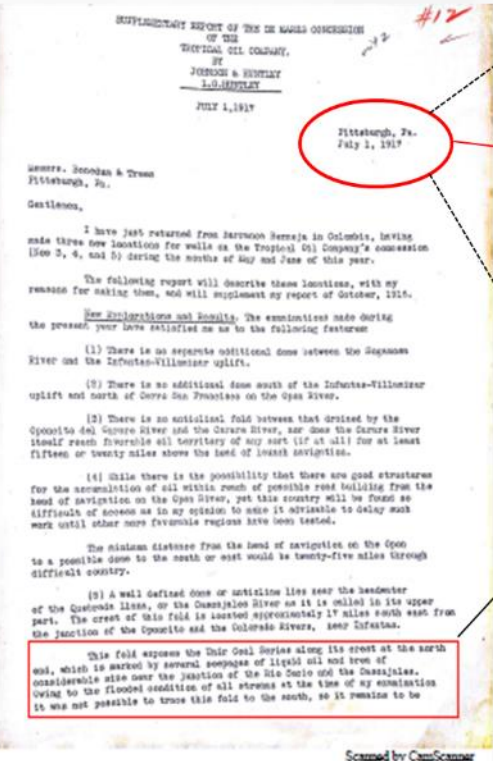 #12
SUPPLEMENTARY REPORT OF THE DE MARES CONCESSION
OF THE
TROPICAL OIL COMPANY.
BY
JOHNSON & HUNTLEY
L.G.HUNTLEY
JULY 1,1917
Pittsburgh, Pa.
July 1, 1917
Messrs. Benedum & Trees
Pittsburgh, Pa.
Gentlemen,
I have just returned from Barranca Bermeja in Colombia, having
made three new locations for wells on the Tropical Oil Company's concession
(Nos 3, 4, and 5) during the months of May and June of this year.
The following report will describe these locations, with my
reasons for making them, and will supplement my report of October, 1916.
New Explorations and Results. The examinations made during
the present year have satisfied me as to the following features:
(1) There is no separate additional dome between the Sogamoso
River and the Infantas-Villamizar uplift.
(2) There is no additional dome south of the Infantas-Villamizar
uplift and north of Cerro San Francisco on the Opon River.
(3) There is no anticlinal fold between that drained by the
Oponcito del Carare River and the Carare River, nor does the Carare River
itself reach favorable oil territory of any sort (if at all) for at least
fifteen or twenty miles above the head of launch navigation.
(4) While there is the possibility that there are good structures
for the accumulation of oil within reach of possible road building from the
head of navigation on the Opon River, yet this country will be found so
difficult of access as in my opinion to make it advisable to delay such
work until other more favorable regions have been tested.
The minimum distance from the head of navigation on the Opon
to a possible dome to the south or east would be twenty-five miles through
difficult country.
(5) A well defined dome or anticline lies near the headwater
of the Quebrada Llana, or the Cascajales River as it is called in its upper
part. The crest of this fold is located approximately 17 miles south east from
the junction of the Oponcito and the Colorado Rivers, near Infantas.
This fold exposes the Unir Coal Series along its crest at the north
end, which is marked by several seepages of liquid oil and brea of
considerable size near the junction of the Rio Sucio and the Cascajales.
Owing to the flooded condition of all streams at the time of my examination
it was not possible to trace this fold to the south, so it remains to be
Scanned by CamScanner